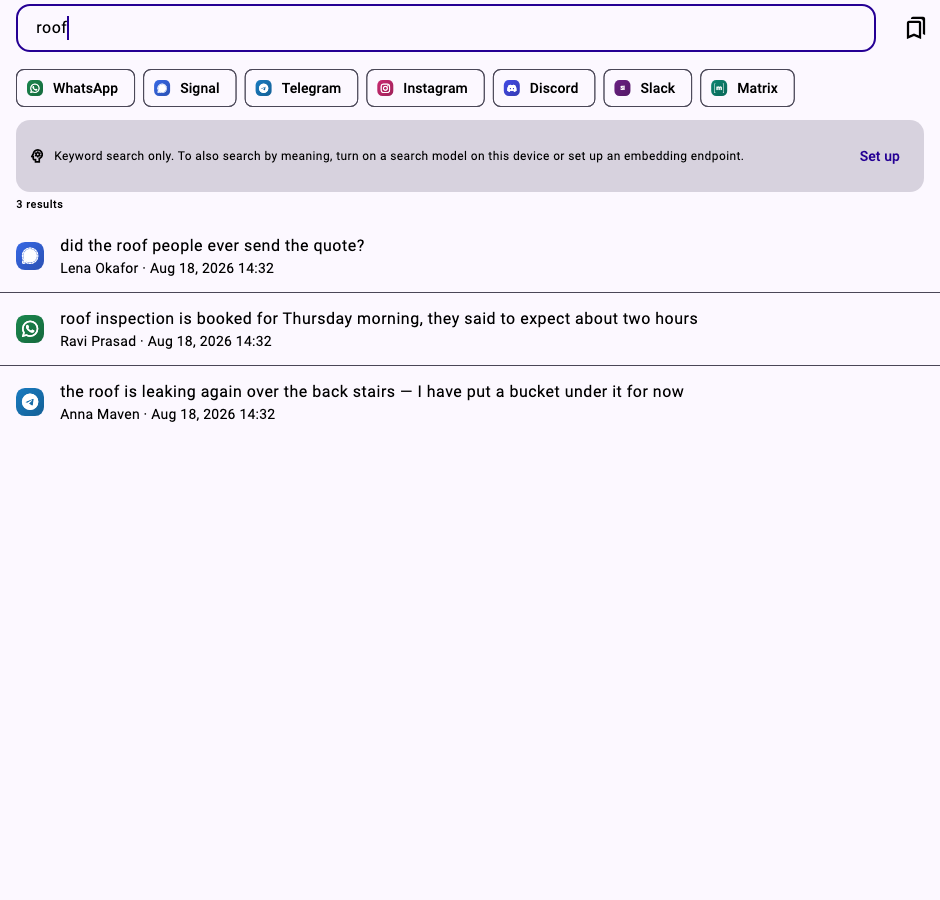 roof
WhatsApp
Signal
Telegram
Instagram
Discord
Slack
Matrix
Keyword search only. To also search by meaning, turn on a search model on this device or set up an embedding endpoint.
Set up
3 results
did the roof people ever send the quote?
Lena Okafor · Aug 18, 2026 14:32
roof inspection is booked for Thursday morning, they said to expect about two hours
Ravi Prasad · Aug 18, 2026 14:32
the roof is leaking again over the back stairs — I have put a bucket under it for now
Anna Maven · Aug 18, 2026 14:32